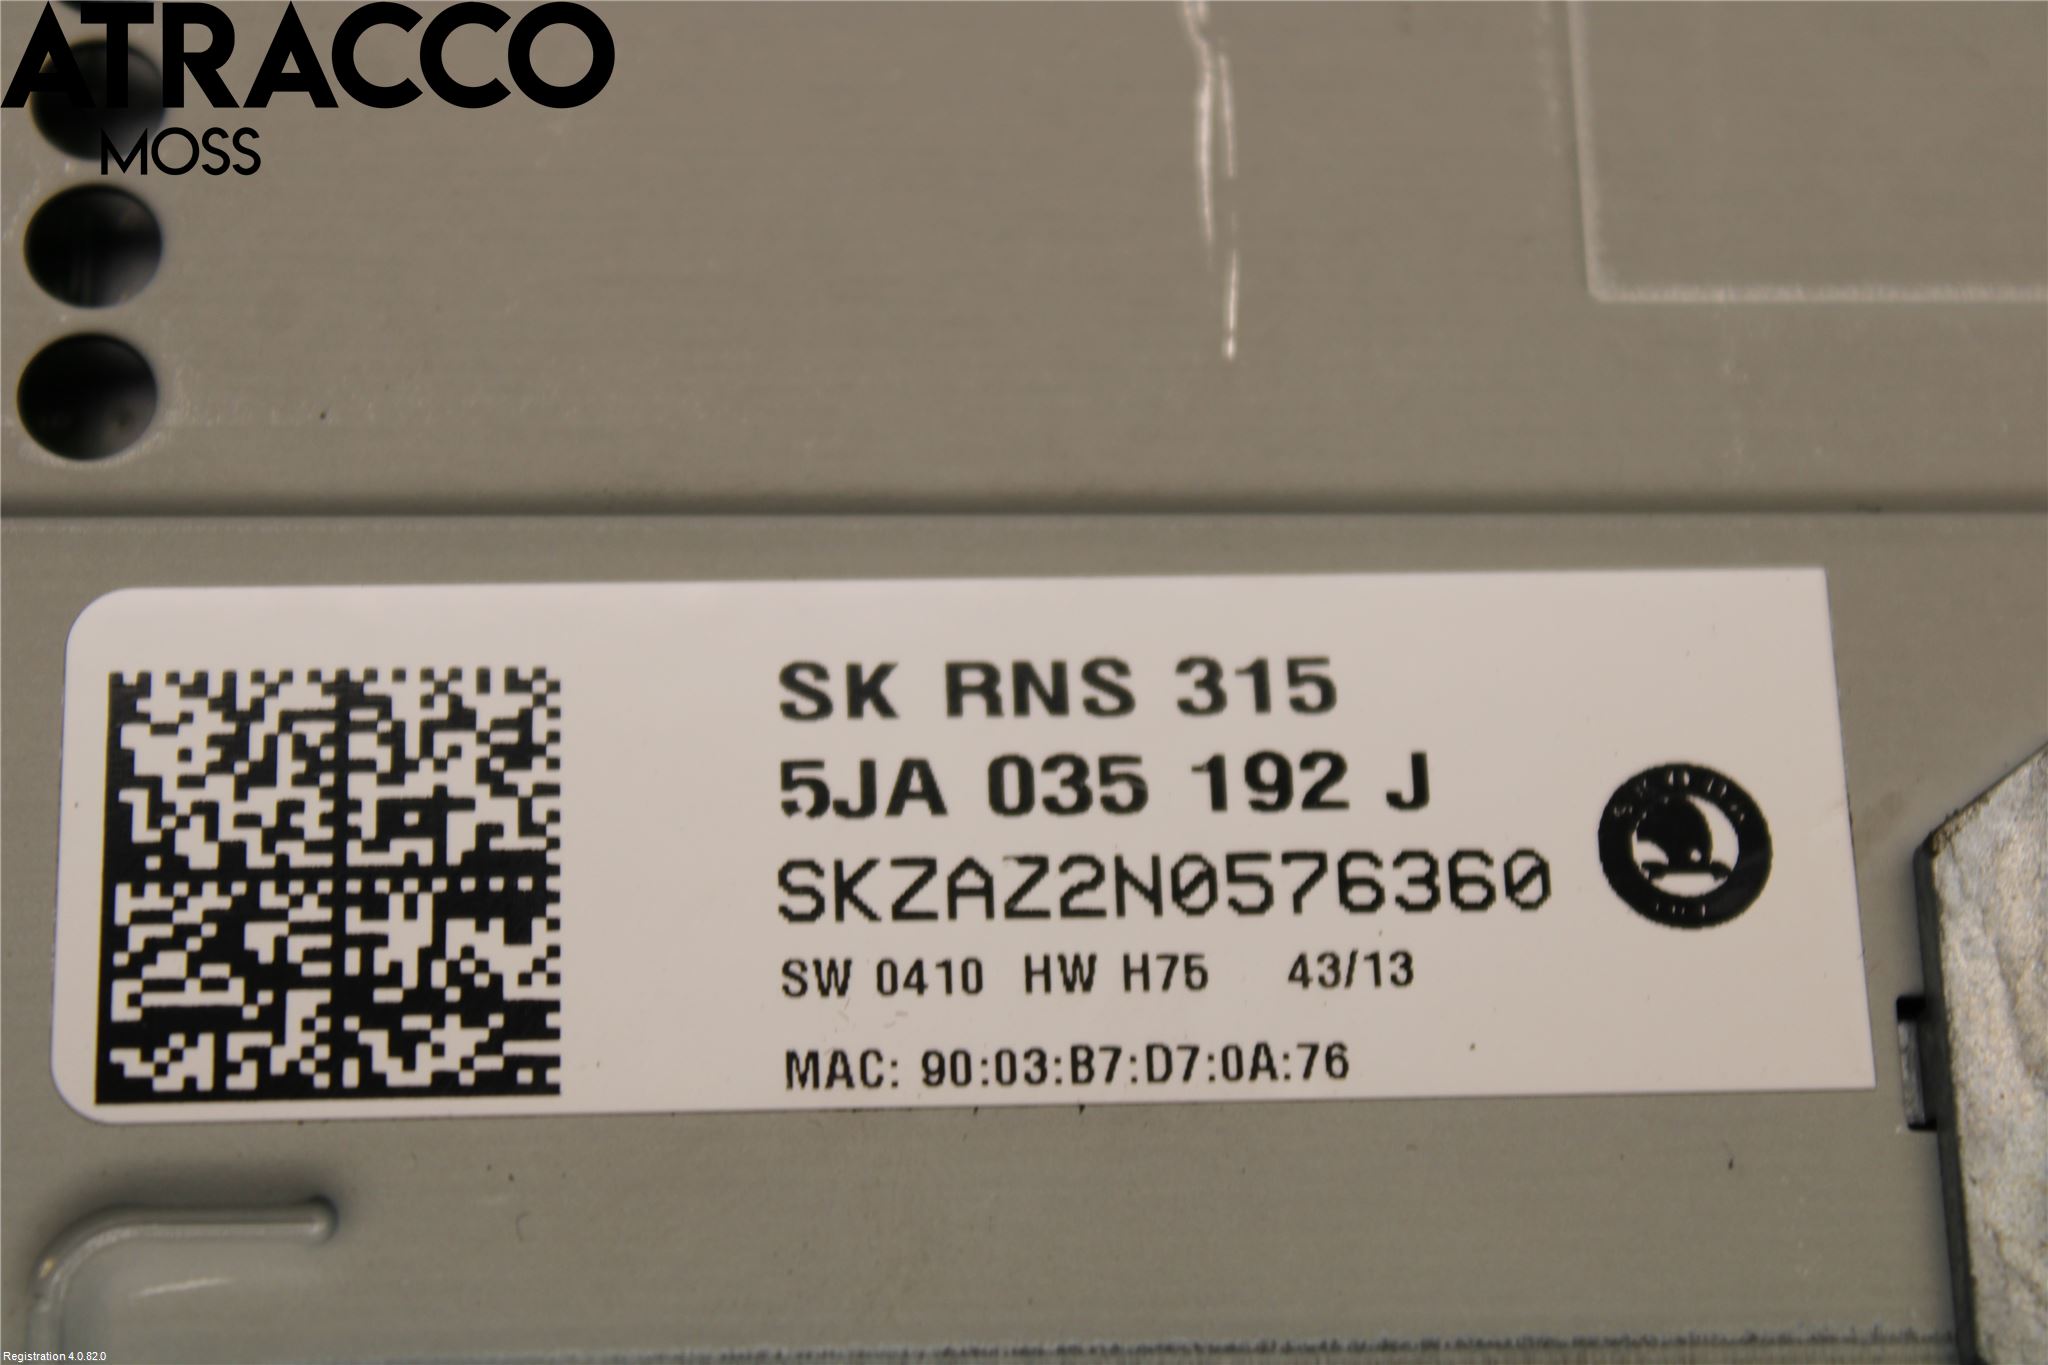 ATRACCO
MOSS
SK RNS 315
5JA 035 192 J
SKZAZ2N0576360
SW 0410 HW H75 43/13
MAC: 90:03:B7:D7:0A:76
Registration 4.0.82.0